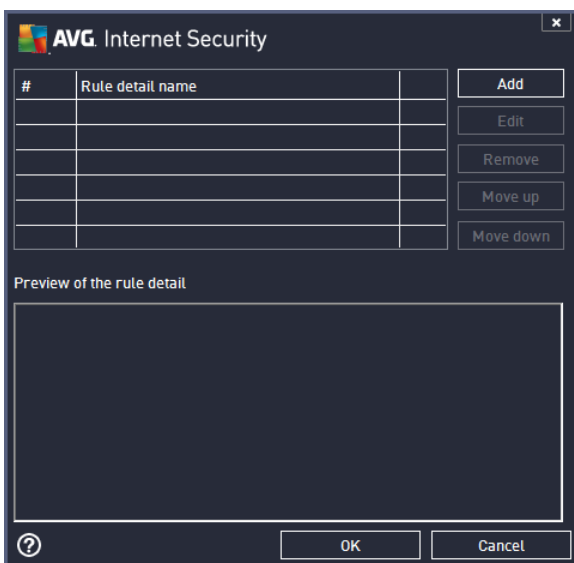 AVG. Internet Security
# Rule detail name
Add
Edit
Remove
Move up
Move down
Preview of the rule detail
?
OK
Cancel